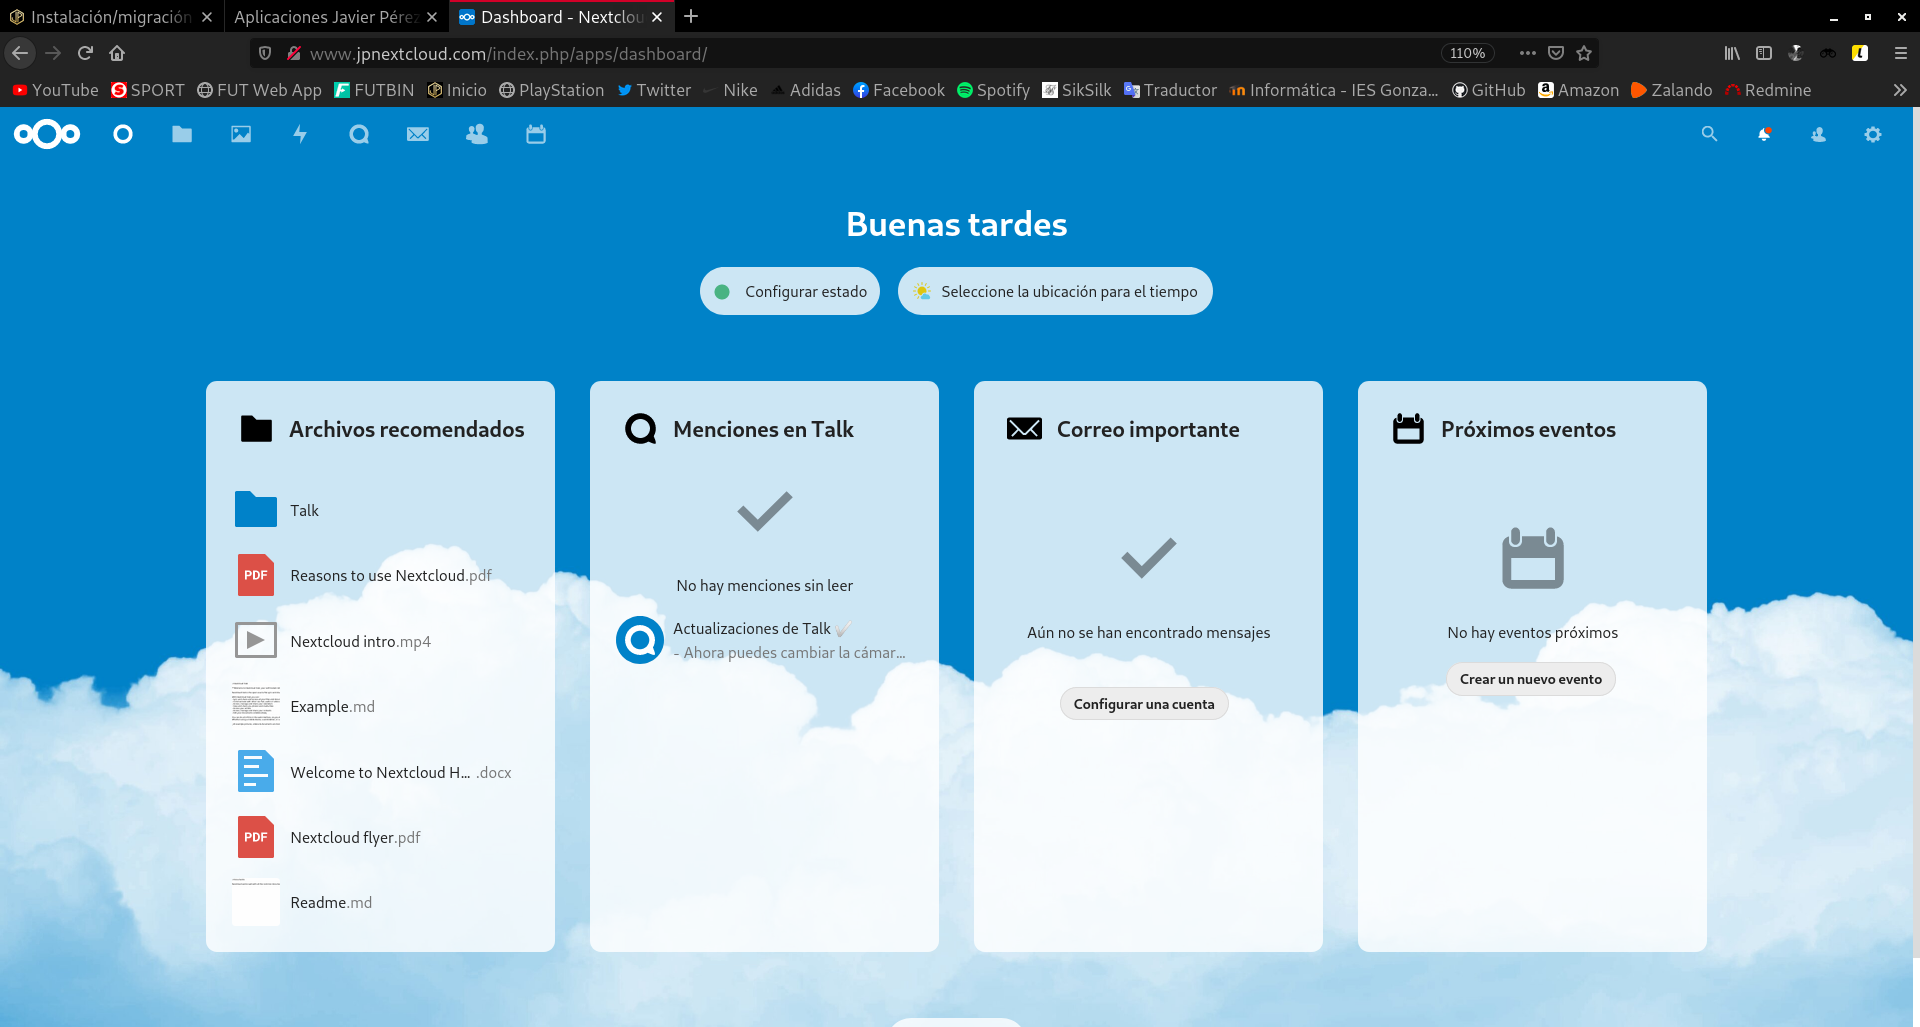 Instalación/migración
Aplicaciones Javier Pérez
Dashboard - Nextclou
www.jpnextcloud.com/index.php/apps/dashboard/
110%
YouTube SPORT FUT Web App FUTBIN Inicio PlayStation Twitter Nike Adidas Facebook Spotify SikSilk Traductor Informática - IES Gonza... GitHub Amazon Zalando Redmine
Buenas tardes
Configurar estado
Seleccione la ubicación para el tiempo
Archivos recomendados
Talk
PDF
Reasons to use Nextcloud.pdf
Nextcloud intro.mp4
Example.md
Welcome to Nextcloud H... .docx
PDF
Nextcloud flyer.pdf
Readme.md
Menciones en Talk
No hay menciones sin leer
Actualizaciones de Talk ✅
- Ahora puedes cambiar la cámar...
Correo importante
Aún no se han encontrado mensajes
Configurar una cuenta
Próximos eventos
No hay eventos próximos
Crear un nuevo evento